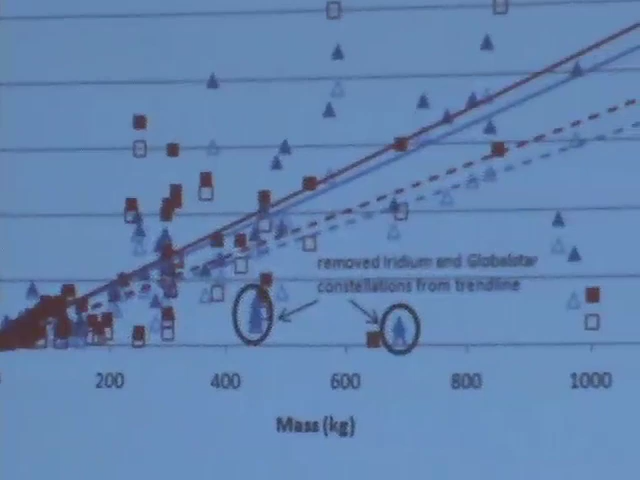 removed Iridium and Globalstar
constellations from trendline
200
400
600
800
1000
Mass (kg)